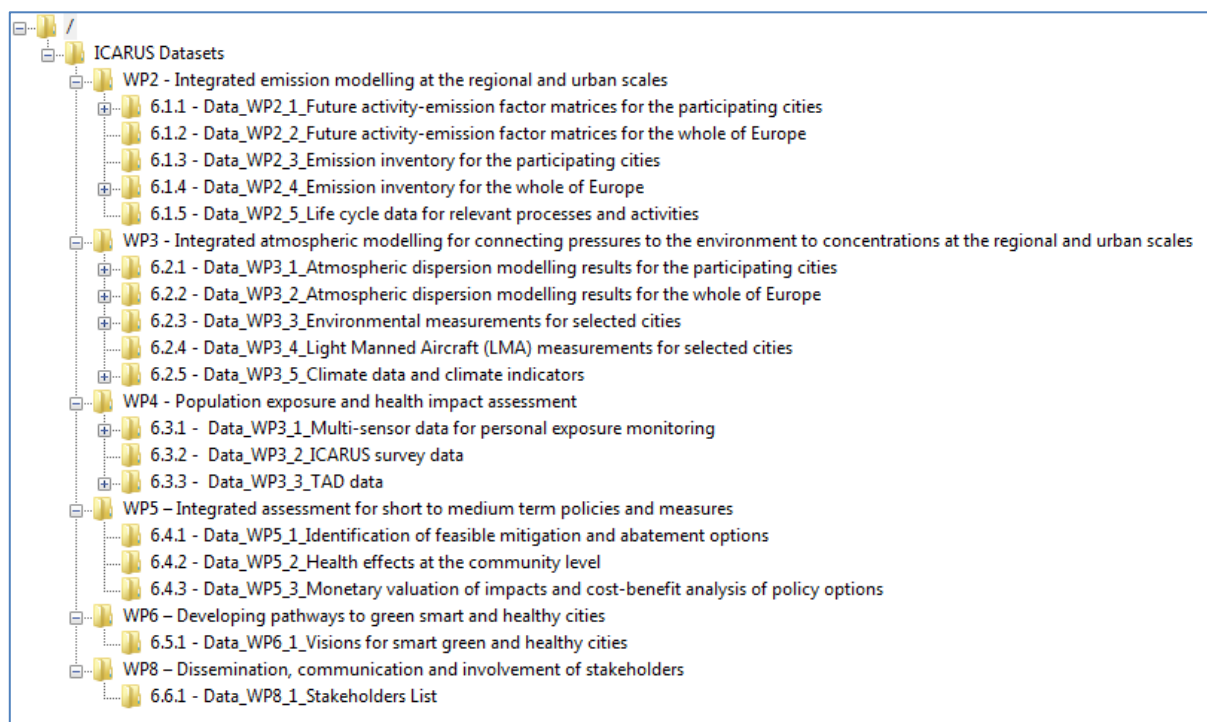 /
ICARUS Datasets
WP2 - Integrated emission modelling at the regional and urban scales
6.1.1 - Data_WP2_1_Future activity-emission factor matrices for the participating cities
6.1.2 - Data_WP2_2_Future activity-emission factor matrices for the whole of Europe
6.1.3 - Data_WP2_3_Emission inventory for the participating cities
6.1.4 - Data_WP2_4_Emission inventory for the whole of Europe
6.1.5 - Data_WP2_5_Life cycle data for relevant processes and activities
WP3 - Integrated atmospheric modelling for connecting pressures to the environment to concentrations at the regional and urban scales
6.2.1 - Data_WP3_1_Atmospheric dispersion modelling results for the participating cities
6.2.2 - Data_WP3_2_Atmospheric dispersion modelling results for the whole of Europe
6.2.3 - Data_WP3_3_Environmental measurements for selected cities
6.2.4 - Data_WP3_4_Light Manned Aircraft (LMA) measurements for selected cities
6.2.5 - Data_WP3_5_Climate data and climate indicators
WP4 - Population exposure and health impact assessment
6.3.1 -  Data_WP3_1_Multi-sensor data for personal exposure monitoring
6.3.2 -  Data_WP3_2_ICARUS survey data
6.3.3 -  Data_WP3_3_TAD data
WP5 – Integrated assessment for short to medium term policies and measures
6.4.1 - Data_WP5_1_Identification of feasible mitigation and abatement options
6.4.2 - Data_WP5_2_Health effects at the community level
6.4.3 - Data_WP5_3_Monetary valuation of impacts and cost-benefit analysis of policy options
WP6 – Developing pathways to green smart and healthy cities
6.5.1 - Data_WP6_1_Visions for smart green and healthy cities
WP8 – Dissemination, communication and involvement of stakeholders
6.6.1 - Data_WP8_1_Stakeholders List